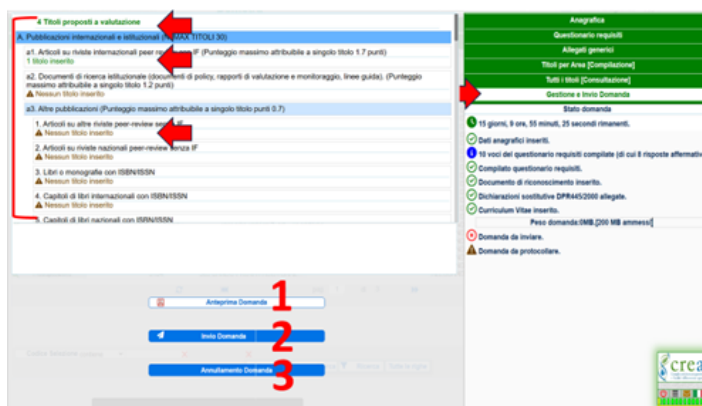 4 Titoli proposti a valutazione
A. Pubblicazioni internazionali e istituzionali MAX TITOLI 30)
a1. Articoli su riviste internazionali peer IF (Punteggio massimo attribuibile a singolo titolo 1.7 punti)
1 titolo inserito
a2. Documenti di ricerca istituzionale (documenti di policy, rapporti di valutazione e monitoraggio, linee guida). (Punteggio
massimo attribuibile a singolo titolo 1.2 punti)
Nessun titolo inserito
a3. Altre pubblicazioni (Punteggio massimo attribuibile a singolo titolo punti 0.7)
1. Articoli su altre riviste peer-review senza IF
Nessun titolo inserito
2. Articoli su riviste nazionali peer-review senza IF
Nessun titolo inserito
3. Libri o monografie con ISBN/ISSN
Nessun titolo inserito
4. Capitoli di libri internazionali con ISBN/ISSN
Nessun titolo inserito
5. Capitoli di libri nazionali con ISBN/ISSN
Anteprima Domanda
1
Invio Domanda
2
Annullamento Domanda
3
Anagrafica
Questionario requisiti
Allegati generici
Titoli per Area [Compilazione]
Tutti i titoli [Consultazione]
Gestione e Invio Domanda
Stato domanda
15 giorni, 9 ore, 55 minuti, 25 secondi rimanenti.
Dati anagrafici inseriti.
10 voci del questionario requisiti compilate (di cui 8 risposte affermative
Compilato questionario requisiti.
Documento di riconoscimento inserito.
Dichiarazioni sostitutive DPR445/2000 allegate.
Curriculum Vitae inserito.
Peso domanda:0MB.[200 MB ammessi]
Domanda da inviare.
Domanda da protocollare.
crea